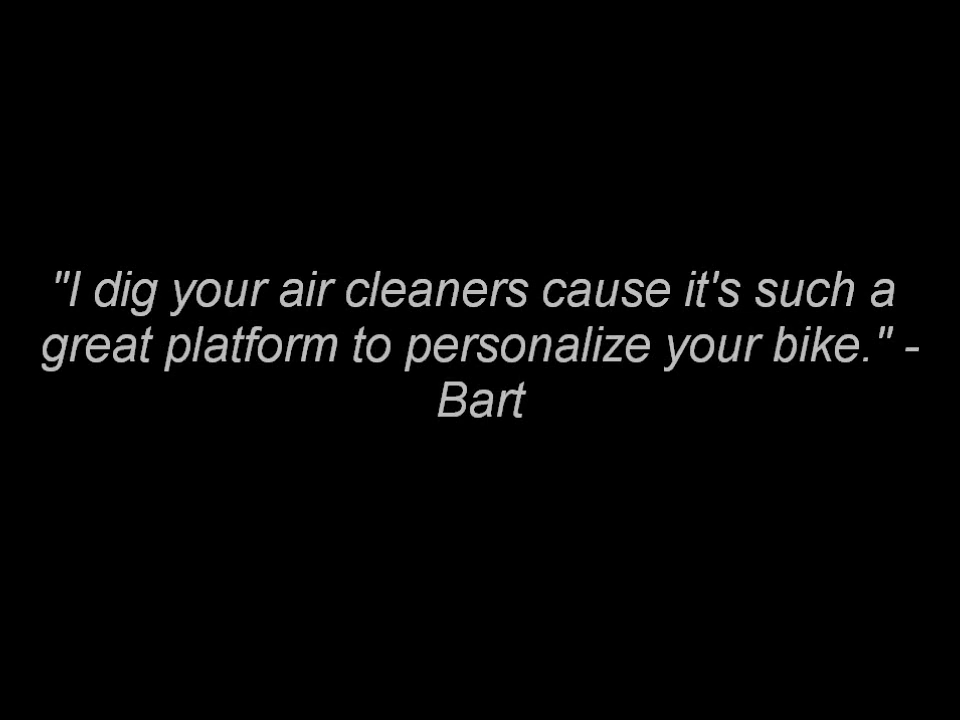 "I dig your air cleaners cause it's such a
great platform to personalize your bike." -
Bart